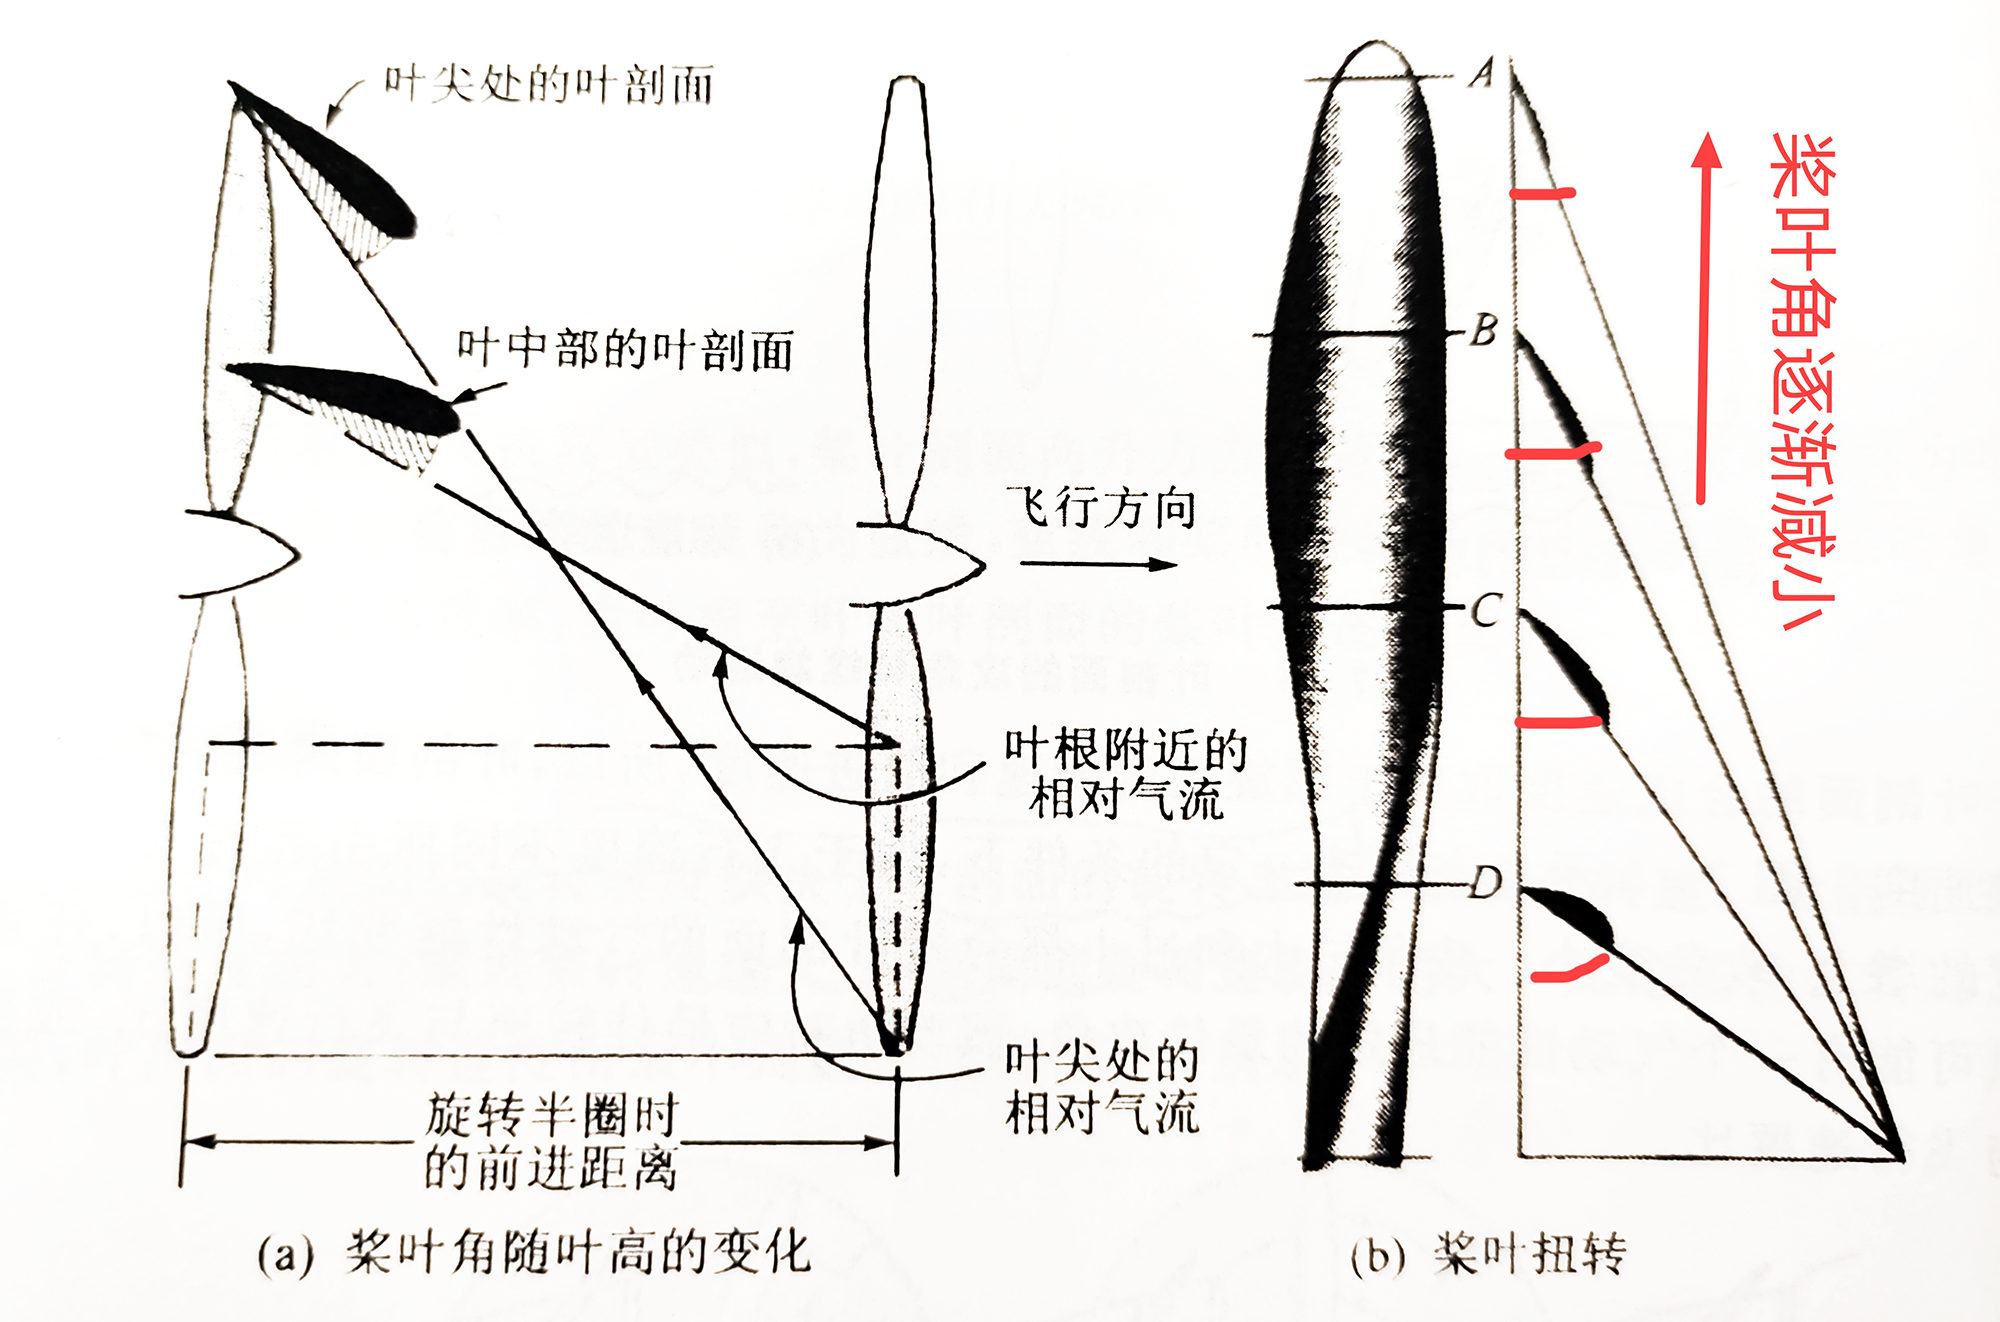 叶尖处的叶剖面
叶中部的叶剖面
飞行方向
叶根附近的
相对气流
叶尖处的
相对气流
旋转半圈时
的前进距离
(a) 桨叶角随叶高的变化
A
B
C
D
桨叶角逐渐减小
(b) 桨叶扭转